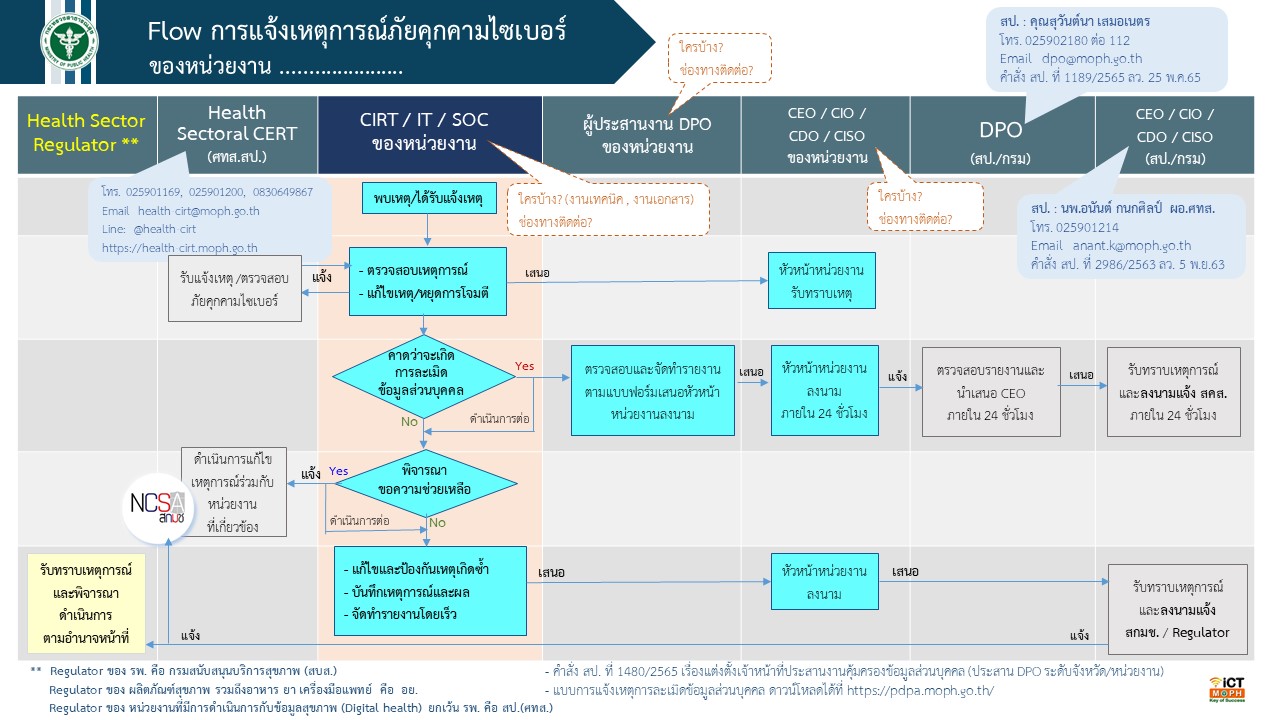 Flow การแจ้งเหตุการณ์ภัยคุกคามไซเบอร์
ของหน่วยงาน .....................
ใครบ้าง?
ช่องทางติดต่อ?
สป. : คุณสุวันต์นา เสมอเนตร
โทร. 025902180 ต่อ 112
Email dpo@moph.go.th
คำสั่ง สป. ที่ 1189/2565 ลว. 25 พ.ค.65
Health Sector
Regulator **
Health
Sectoral CERT
(ศทส.สป.)
CIRT / IT / SOC
ของหน่วยงาน
ผู้ประสานงาน DPO
ของหน่วยงาน
CEO / CIO /
CDO / CISO
ของหน่วยงาน
DPO
(สป./กรม)
CEO / CIO /
CDO / CISO
(สป./กรม)
โทร. 025901169, 025901200, 0830649867
Email health-cirt@moph.go.th
Line: @health-cirt
https://health-cirt.moph.go.th
พบเหตุ/ได้รับแจ้งเหตุ
ใครบ้าง? (งานเทคนิค , งานเอกสาร)
ช่องทางติดต่อ?
ใครบ้าง?
ช่องทางติดต่อ?
สป. : นพ.อนันต์ กนกศิลป์ ผอ.ศทส.
โทร. 025901214
Email anant.k@moph.go.th
คำสั่ง สป. ที่ 2986/2563 ลว. 5 พ.ย.63
รับแจ้งเหตุ/ตรวจสอบ
ภัยคุกคามไซเบอร์
แจ้ง
- ตรวจสอบเหตุการณ์
- แก้ไขเหตุ/หยุดการโจมตี
เสนอ
หัวหน้าหน่วยงาน
รับทราบเหตุ
คาดว่าจะเกิด
การละเมิด
ข้อมูลส่วนบุคคล
Yes
No
ดำเนินการต่อ
ตรวจสอบและจัดทำรายงาน
ตามแบบฟอร์มเสนอหัวหน้า
หน่วยงานลงนาม
เสนอ
หัวหน้าหน่วยงาน
ลงนาม
ภายใน 24 ชั่วโมง
แจ้ง
ตรวจสอบรายงานและ
นำเสนอ CEO
ภายใน 24 ชั่วโมง
เสนอ
รับทราบเหตุการณ์
และลงนามแจ้ง สคส.
ภายใน 24 ชั่วโมง
NCSA
สกมช
ดำเนินการแก้ไข
เหตุการณ์ร่วมกับ
หน่วยงาน
ที่เกี่ยวข้อง
แจ้ง
Yes
พิจารณา
ขอความช่วยเหลือ
ดำเนินการต่อ
No
รับทราบเหตุการณ์
และพิจารณา
ดำเนินการ
ตามอำนาจหน้าที่
- แก้ไขและป้องกันเหตุเกิดซ้ำ
- บันทึกเหตุการณ์และผล
- จัดทำรายงานโดยเร็ว
เสนอ
หัวหน้าหน่วยงาน
ลงนาม
เสนอ
รับทราบเหตุการณ์
และลงนามแจ้ง
สกมช. / Regulator
แจ้ง
แจ้ง
** Regulator ของ รพ. คือ กรมสนับสนุนบริการสุขภาพ (สบส.)
Regulator ของ ผลิตภัณฑ์สุขภาพ รวมถึงอาหาร ยา เครื่องมือแพทย์ คือ อย.
Regulator ของ หน่วยงานที่มีการดำเนินการกับข้อมูลสุขภาพ (Digital health) ยกเว้น รพ. คือ สป.(ศทส.)
- คำสั่ง สป. ที่ 1480/2565 เรื่องแต่งตั้งเจ้าหน้าที่ประสานงานคุ้มครองข้อมูลส่วนบุคคล (ประสาน DPO ระดับจังหวัด/หน่วยงาน)
- แบบการแจ้งเหตุการละเมิดข้อมูลส่วนบุคคล ดาวน์โหลดได้ที่ https://pdpa.moph.go.th/
iCT
MOPH
Key of Success